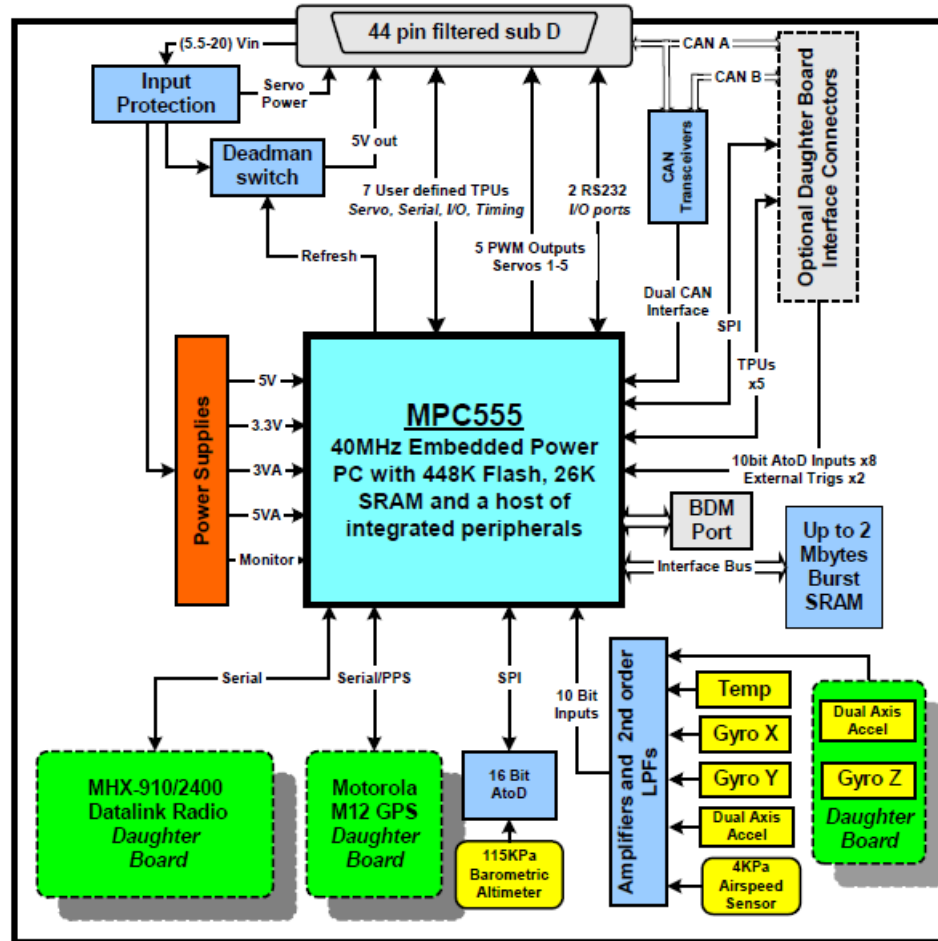 44 pin filtered sub D
(5.5-20) Vin
CAN A
CAN B
Input
Protection
Servo
Power
5V out
Deadman
switch
CAN
Transceivers
Optional Daughter Board
Interface Connectors
7 User defined TPUs
Servo, Serial, I/O, Timing
2 RS232
I/O ports
Refresh
5 PWM Outputs
Servos 1-5
Dual CAN
Interface
SPI
TPUs
x5
Power Supplies
5V
3.3V
3VA
5VA
Monitor
MPC555
40MHz Embedded Power
PC with 448K Flash, 26K
SRAM and a host of
integrated peripherals
10bit AtoD Inputs x8
External Trigs x2
BDM
Port
Interface Bus
Up to 2
Mbytes
Burst
SRAM
Serial
Serial/PPS
SPI
10 Bit
Inputs
Amplifiers and 2nd order
LPFs
Temp
Gyro X
Gyro Y
Dual Axis
Accel
4KPa
Airspeed
Sensor
Dual Axis
Accel
Gyro Z
Daughter
Board
MHX-910/2400
Datalink Radio
Daughter
Board
Motorola
M12 GPS
Daughter
Board
16 Bit
AtoD
115KPa
Barometric
Altimeter